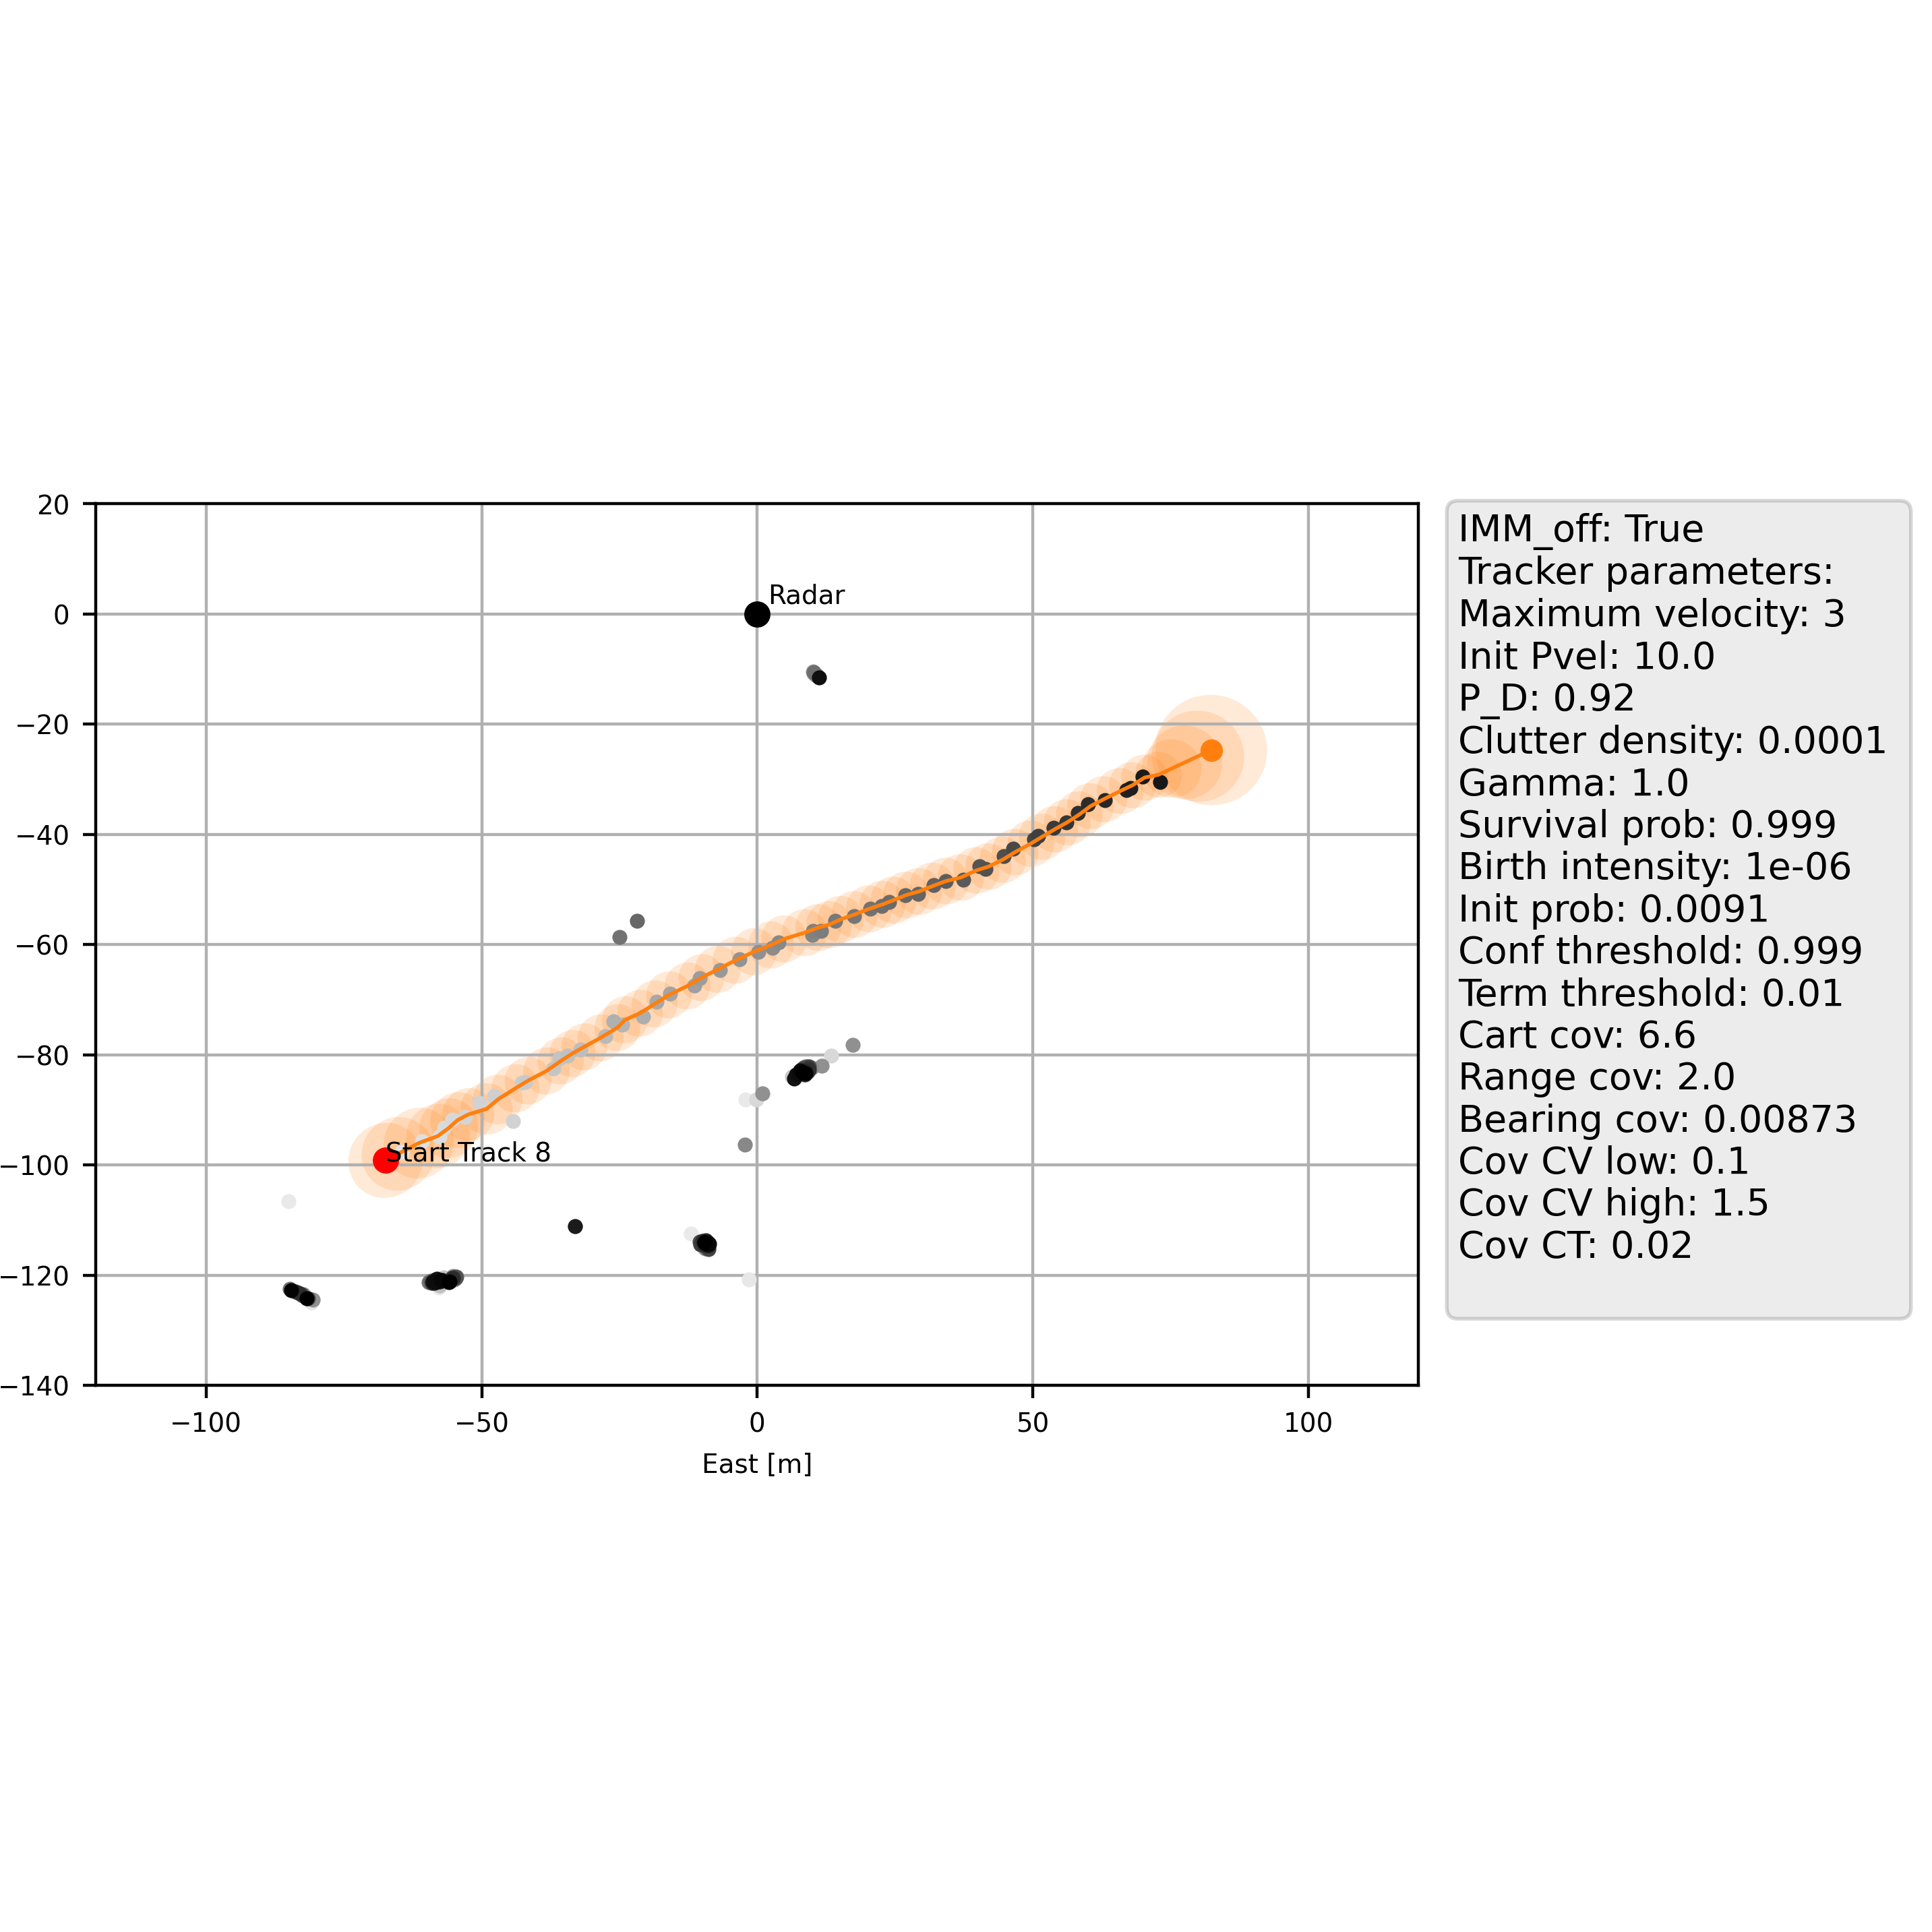 20
0
−20
−40
−60
−80
−100
−120
−140
−100
−50
0
50
100
East [m]
Radar
Start Track 8
IMM_off: True
Tracker parameters:
Maximum velocity: 3
Init Pvel: 10.0
P_D: 0.92
Clutter density: 0.0001
Gamma: 1.0
Survival prob: 0.999
Birth intensity: 1e-06
Init prob: 0.0091
Conf threshold: 0.999
Term threshold: 0.01
Cart cov: 6.6
Range cov: 2.0
Bearing cov: 0.00873
Cov CV low: 0.1
Cov CV high: 1.5
Cov CT: 0.02